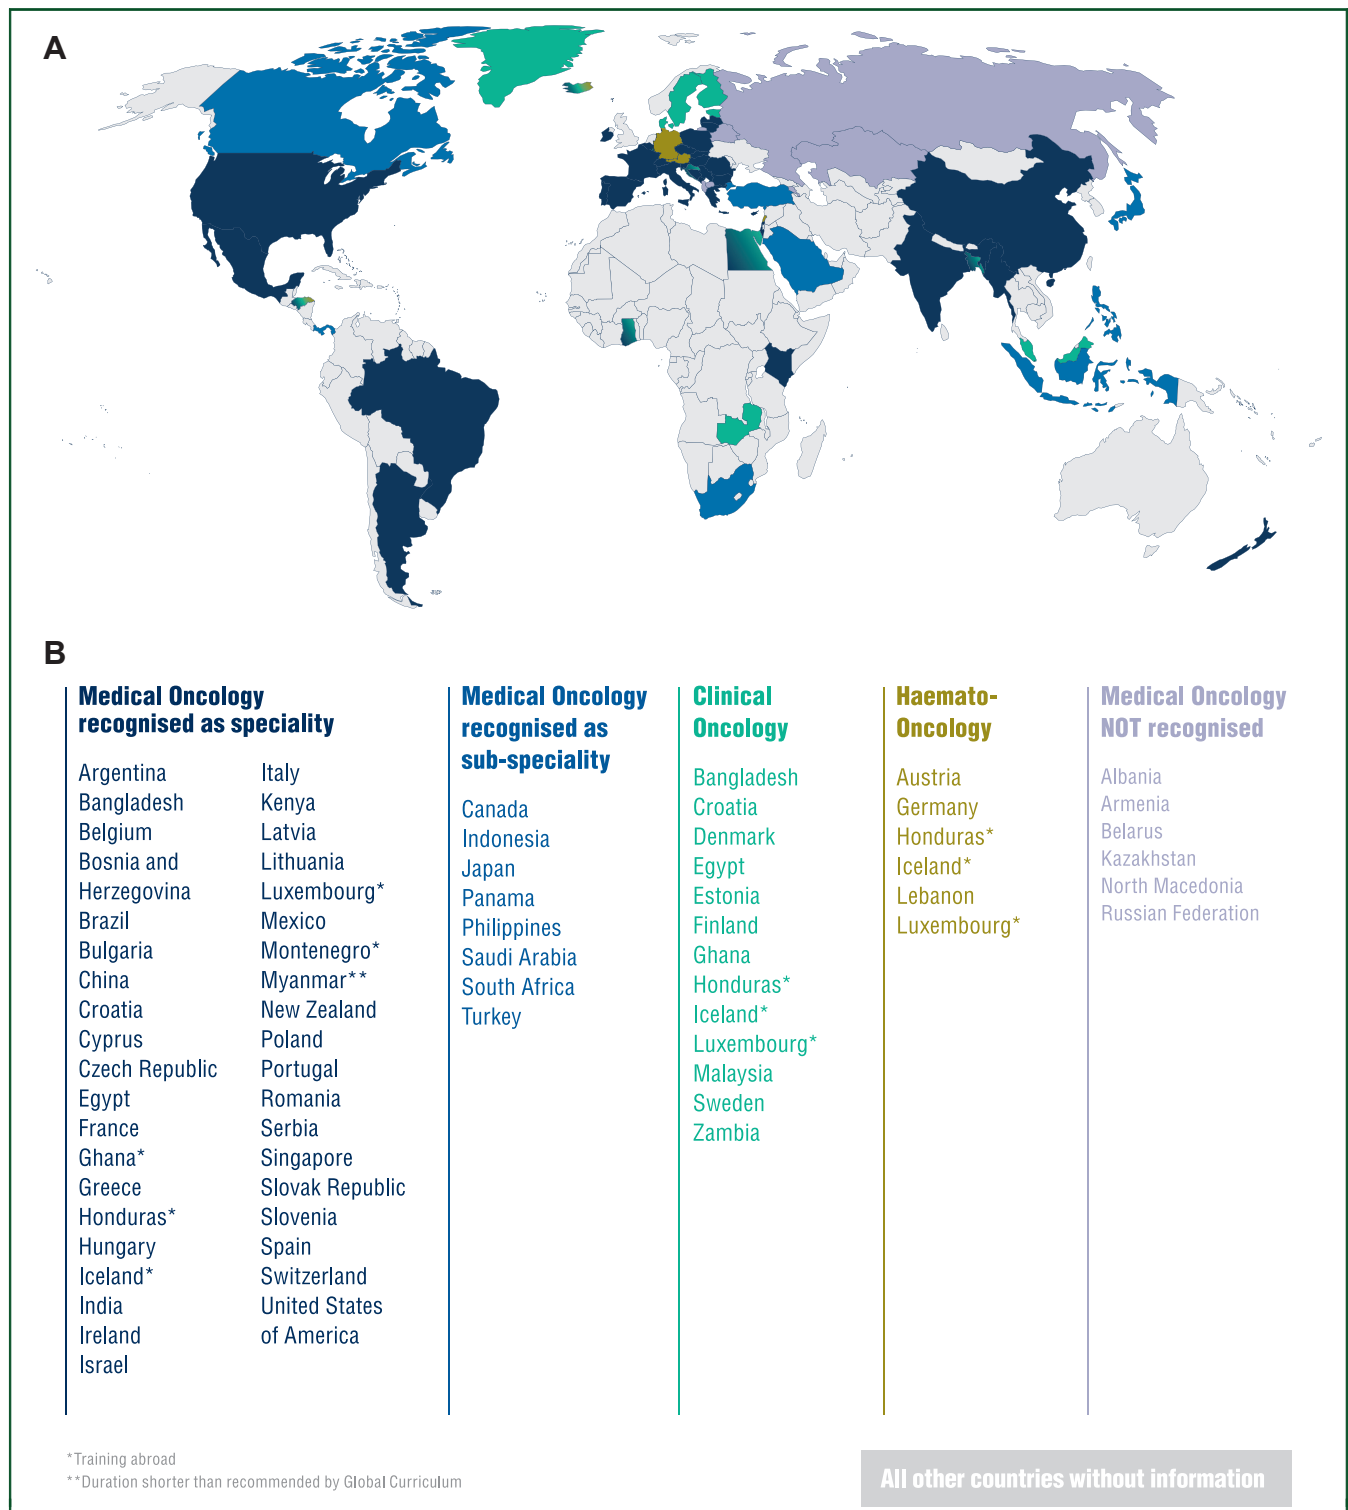 A
B
Medical Oncology
recognised as speciality
Argentina
Bangladesh
Belgium
Bosnia and
Herzegovina
Brazil
Bulgaria
China
Croatia
Cyprus
Czech Republic
Egypt
France
Ghana*
Greece
Honduras*
Hungary
Iceland*
India
Ireland
Israel
Italy
Kenya
Latvia
Lithuania
Luxembourg*
Mexico
Montenegro*
Myanmar**
New Zealand
Poland
Portugal
Romania
Serbia
Singapore
Slovak Republic
Slovenia
Spain
Switzerland
United States
of America
Medical Oncology
recognised as
sub-speciality
Canada
Indonesia
Japan
Panama
Philippines
Saudi Arabia
South Africa
Turkey
Clinical
Oncology
Bangladesh
Croatia
Denmark
Egypt
Estonia
Finland
Ghana
Honduras*
Iceland*
Luxembourg*
Malaysia
Sweden
Zambia
Haemato-
Oncology
Austria
Germany
Honduras*
Iceland*
Lebanon
Luxembourg*
Medical Oncology
NOT recognised
Albania
Armenia
Belarus
Kazakhstan
North Macedonia
Russian Federation
*Training abroad
**Duration shorter than recommended by Global Curriculum
All other countries without information